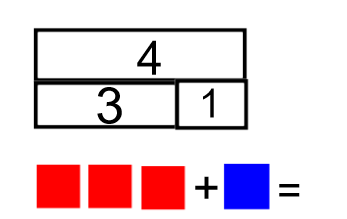 4
3 1
+ =